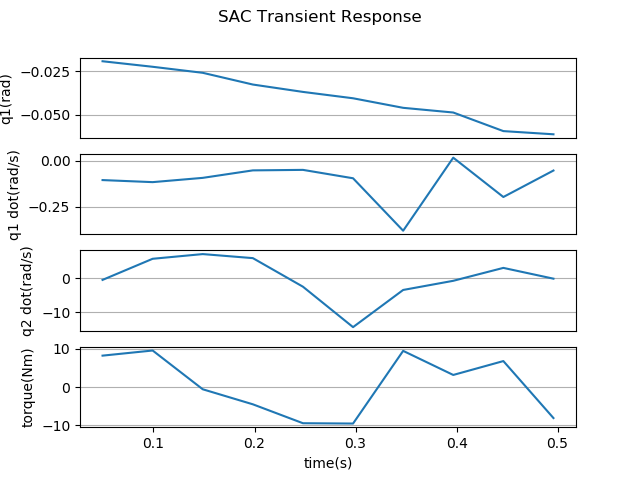 SAC Transient Response
q1(rad)
−0.025
−0.050
q1 dot(rad/s)
0.00
−0.25
q2 dot(rad/s)
0
−10
torque(Nm)
10
0
−10
0.1 0.2 0.3 0.4 0.5
time(s)